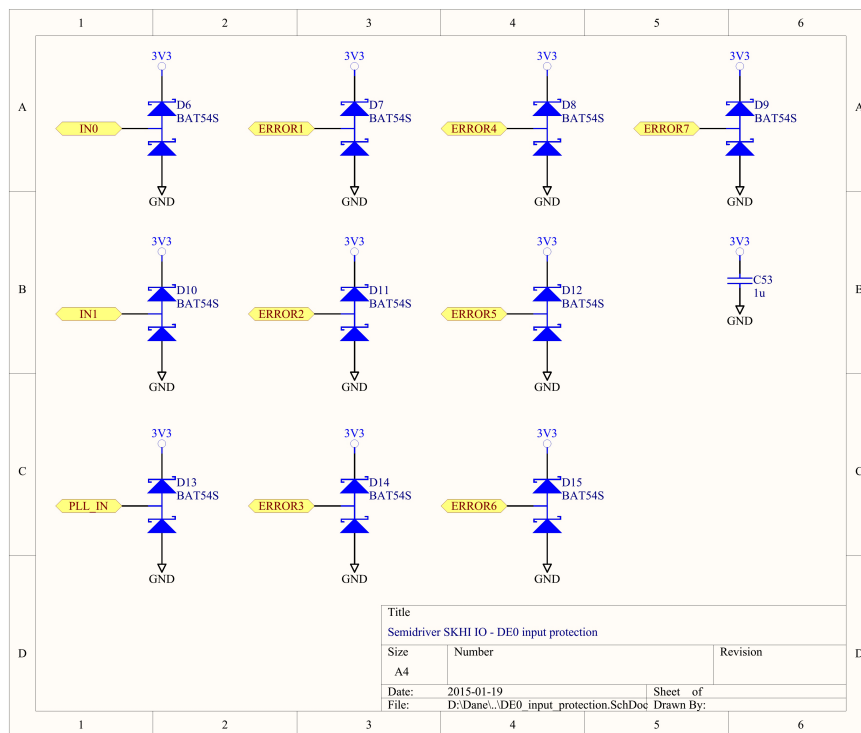 1 2 3 4 5 6
3V3 3V3 3V3 3V3
A D6 D7 D8 D9 A
BAT54S BAT54S BAT54S BAT54S
IN0 ERROR1 ERROR4 ERROR7
GND GND GND GND
3V3 3V3 3V3 3V3
B D10 D11 D12 C53 B
BAT54S BAT54S BAT54S 1u
IN1 ERROR2 ERROR5
GND
GND GND GND
3V3 3V3 3V3
C D13 D14 D15 C
BAT54S BAT54S BAT54S
PLL_IN ERROR3 ERROR6
GND GND GND
Title
Semidriver SKHI IO - DE0 input protection
D Size Number Revision D
A4
Date: 2015-01-19 Sheet of
File: D:\Dane\..\DE0_input_protection.SchDoc Drawn By:
1 2 3 4 5 6